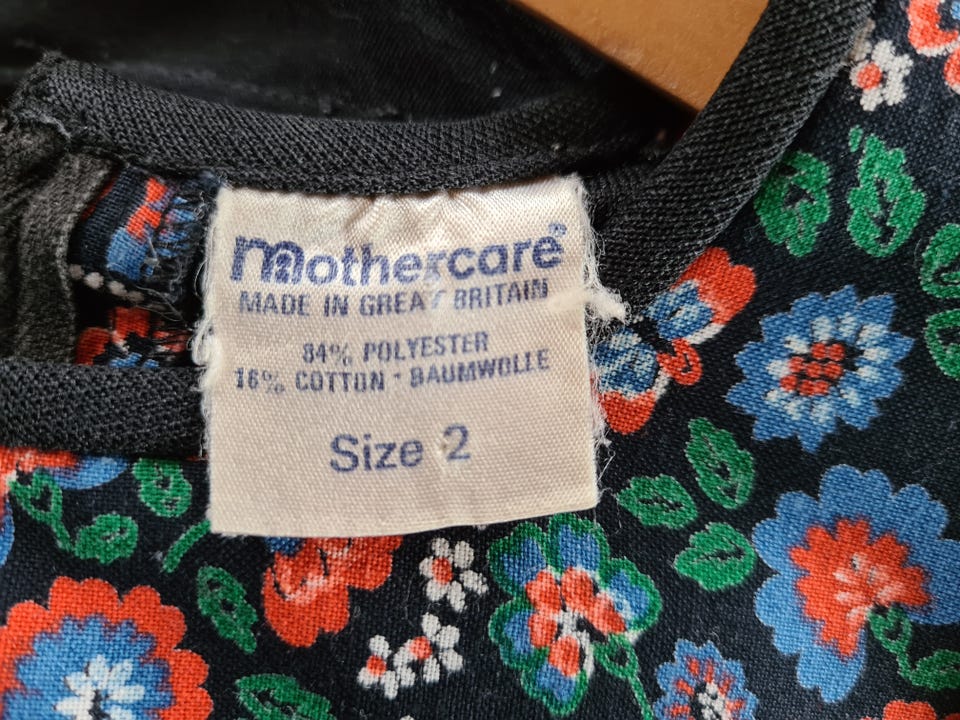 mothercare
MADE IN GREAT BRITAIN
84% POLYESTER
16% COTTON - BAUMWOLLE
Size 2